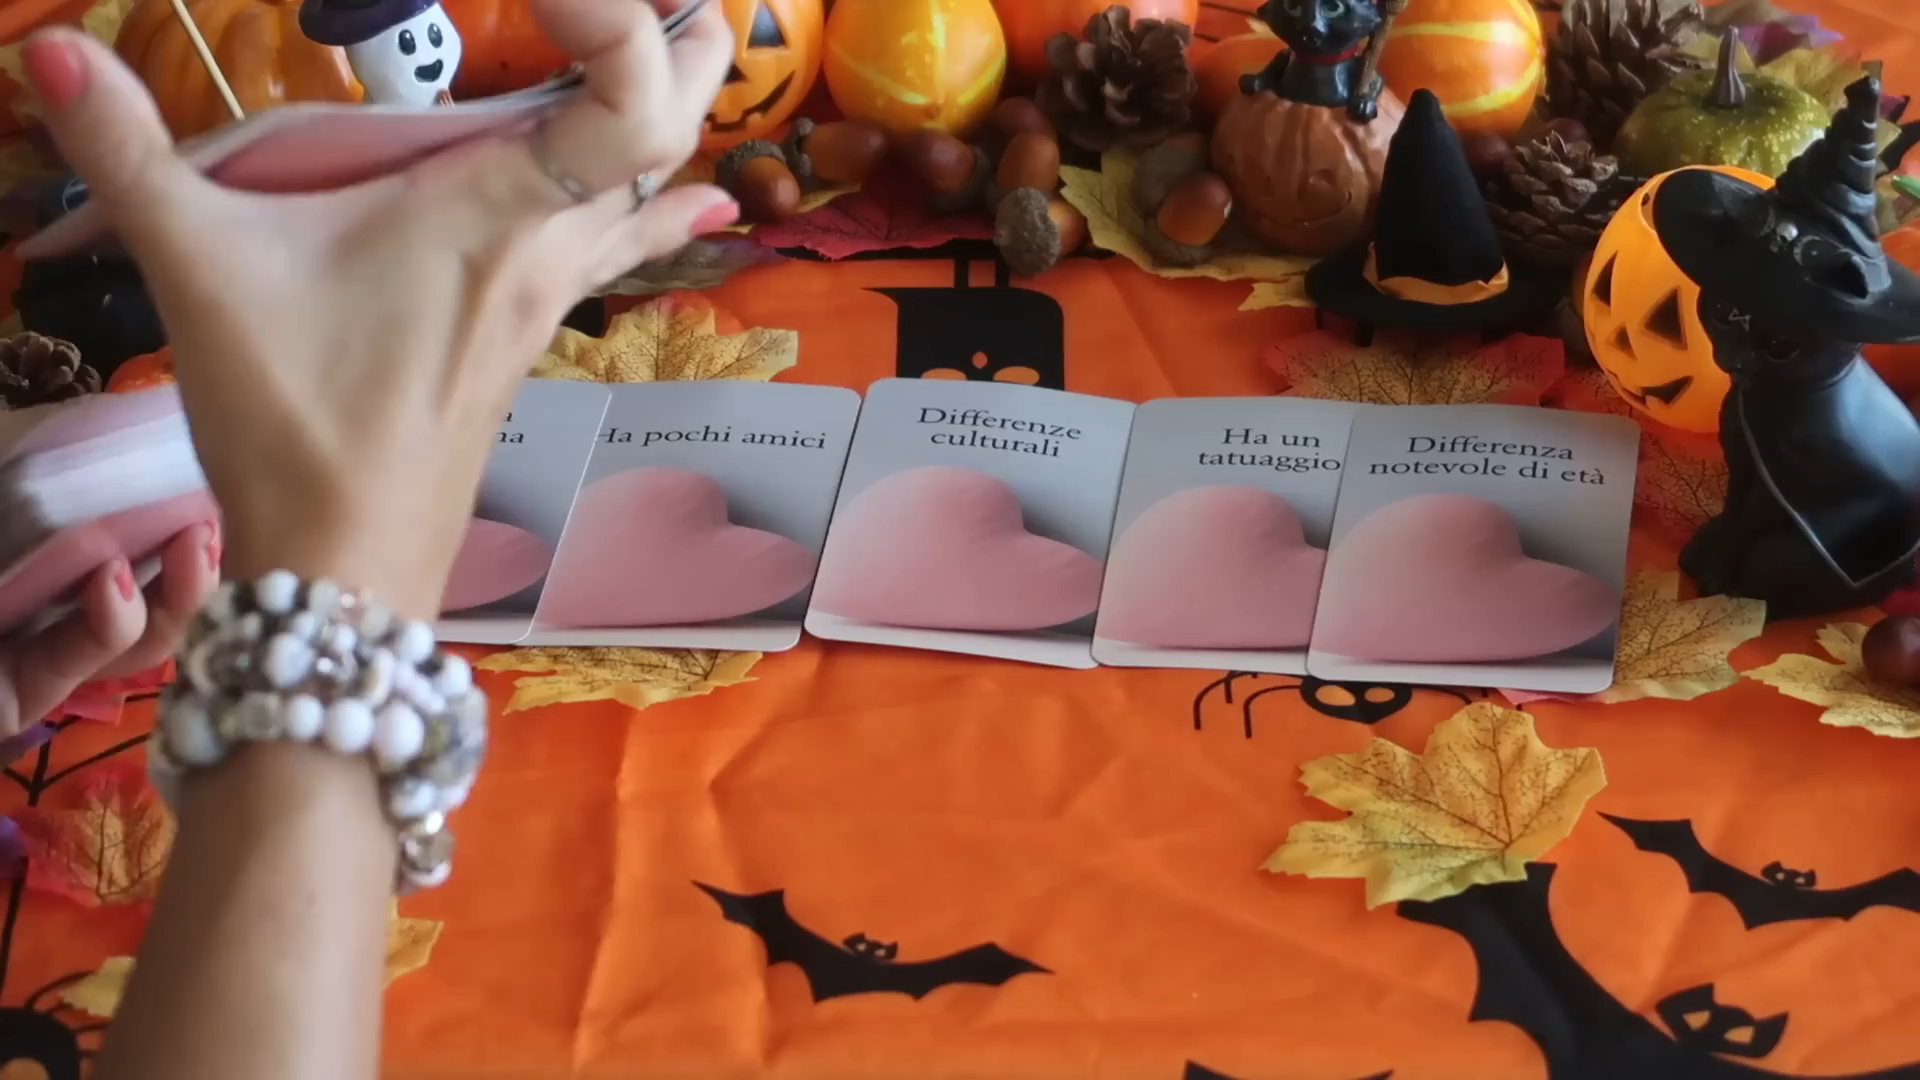 Ha pochi amici
Differenze
culturali
Ha un
tatuaggio
Differenza
notevole di età